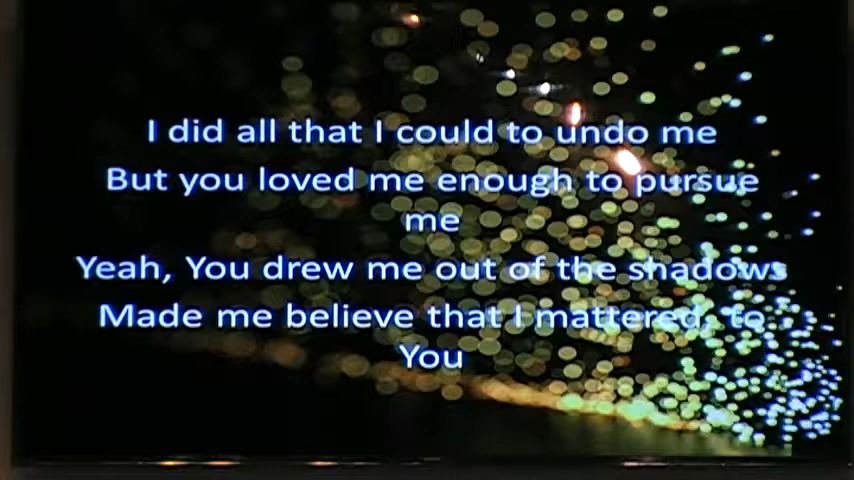 I did all that I could to undo me
But you loved me enough to pursue
me
Yeah, You drew me out of the shadows
Made me believe that I mattered, to
You